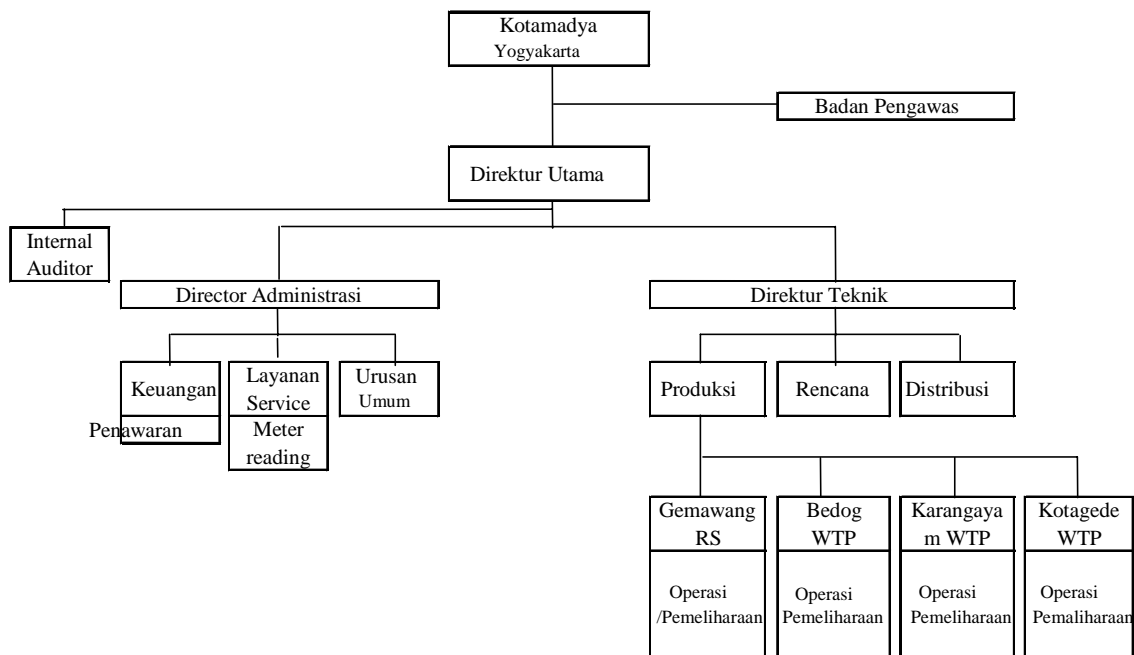 Kotamadya
Yogyakarta
Badan Pengawas
Direktur Utama
Internal
Auditor
Director Administrasi
Direktur Teknik
Keuangan
Penawaran
Layanan
Service
Meter
reading
Urusan
Umum
Produksi
Rencana
Distribusi
Gemawang
RS
Operasi
/Pemeliharaan
Bedog
WTP
Operasi
Pemeliharaan
Karangaya
m WTP
Operasi
Pemeliharaan
Kotagede
WTP
Operasi
Pemaliharaan